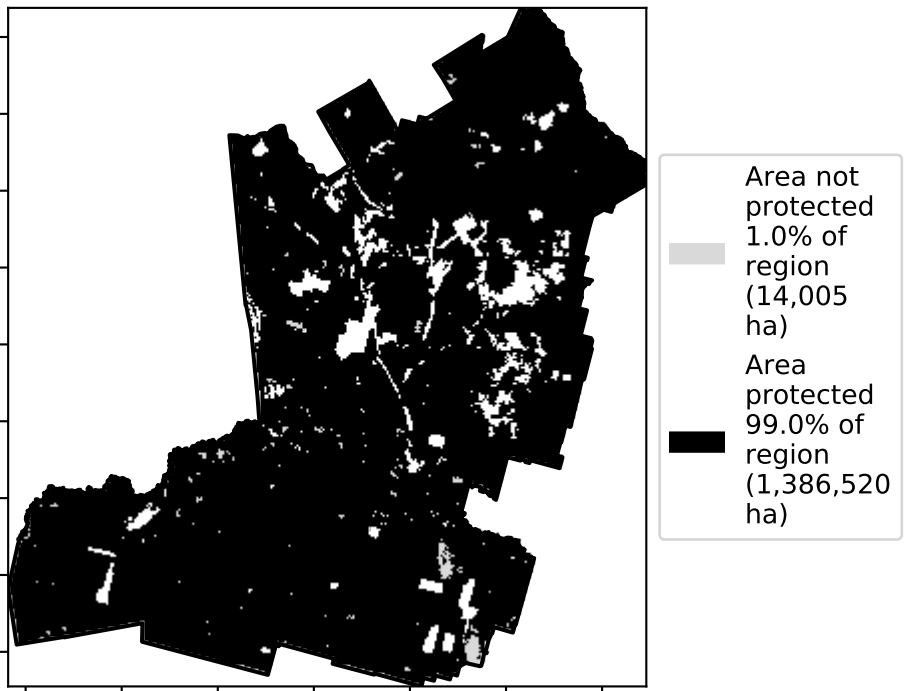 Area not
protected
1.0% of
region
(14,005
ha)
Area
protected
99.0% of
region
(1,386,520
ha)